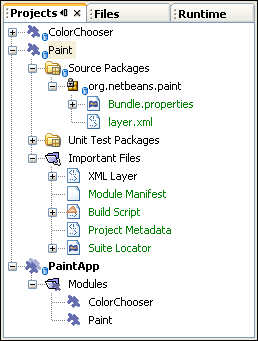 Projects Files Runtime
ColorChooser
Paint
Source Packages
org.netbeans.paint
Bundle.properties
layer.xml
Unit Test Packages
Important Files
XML Layer
Module Manifest
Build Script
Project Metadata
Suite Locator
PaintApp
Modules
ColorChooser
Paint